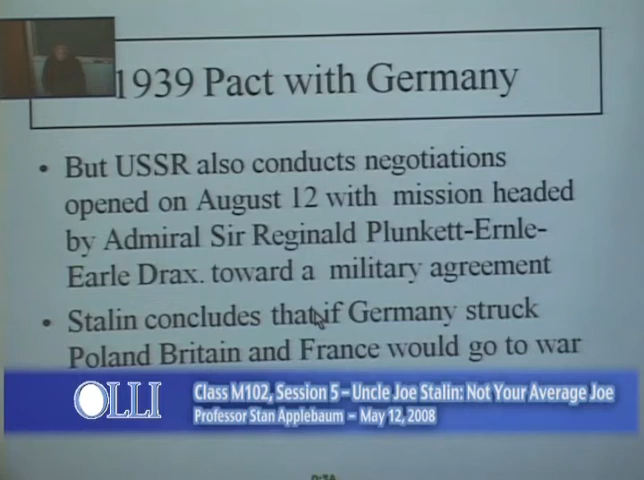 1939 Pact with Germany
• But USSR also conducts negotiations
opened on August 12 with mission headed
by Admiral Sir Reginald Plunkett-Ernle-
Earle Drax. toward a military agreement
• Stalin concludes that if Germany struck
Poland Britain and France would go to war
OLLI
Class M102, Session 5 – Uncle Joe Stalin: Not Your Average Joe
Professor Stan Applebaum – May 12, 2008